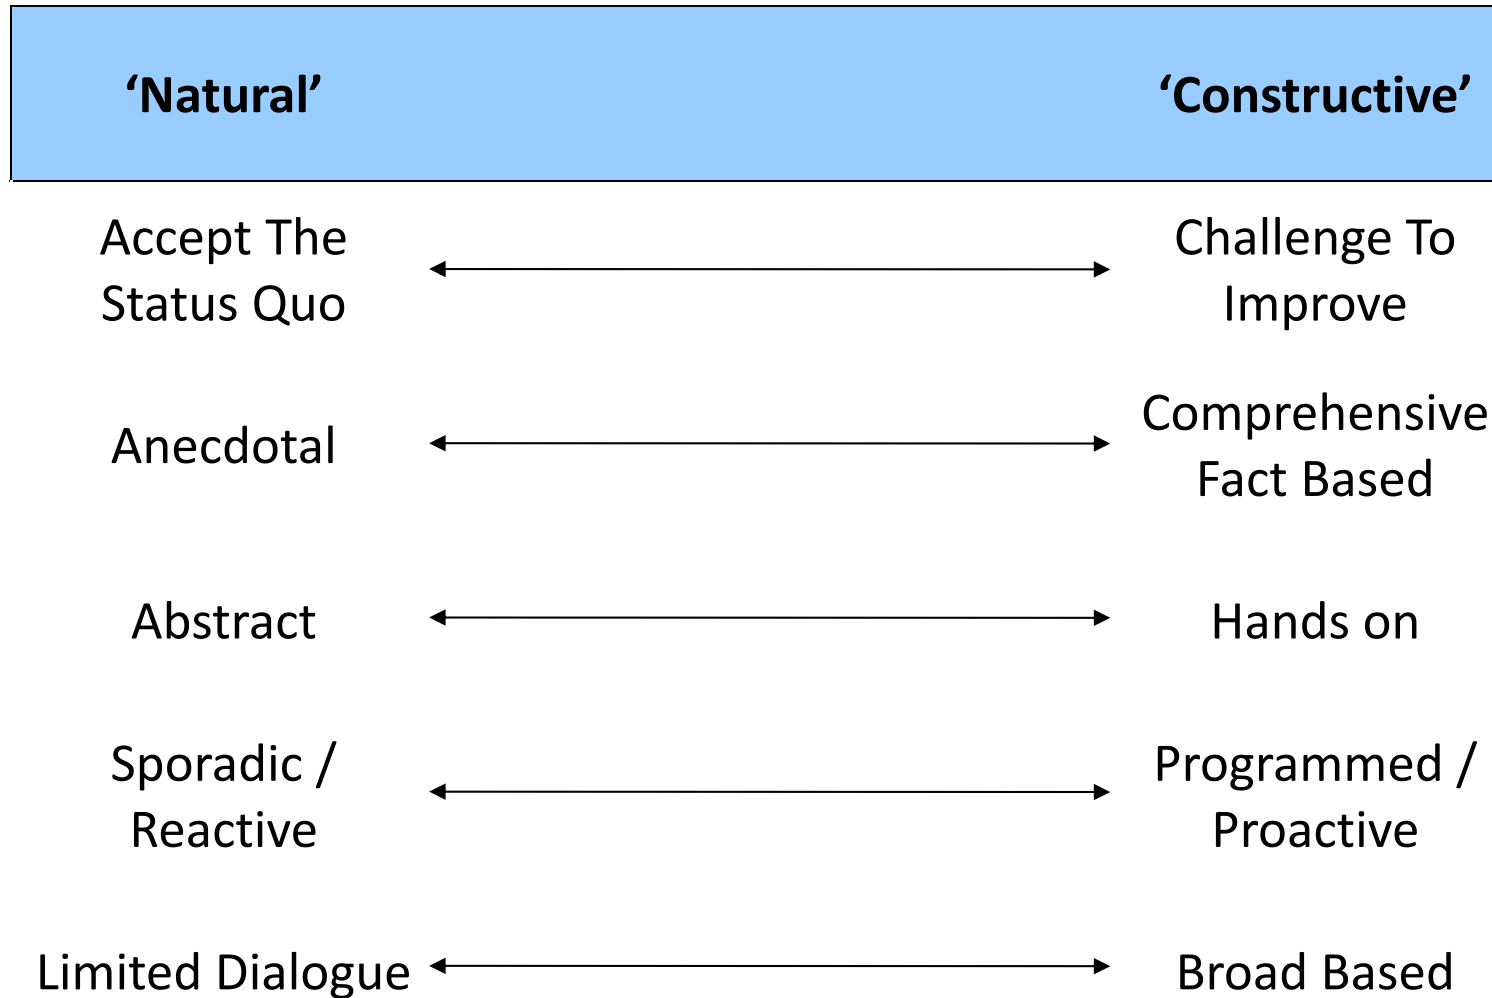 ‘Natural’ ‘Constructive’
Accept The
Status Quo
Challenge To
Improve
Anecdotal
Comprehensive
Fact Based
Abstract
Hands on
Sporadic /
Reactive
Programmed /
Proactive
Limited Dialogue
Broad Based